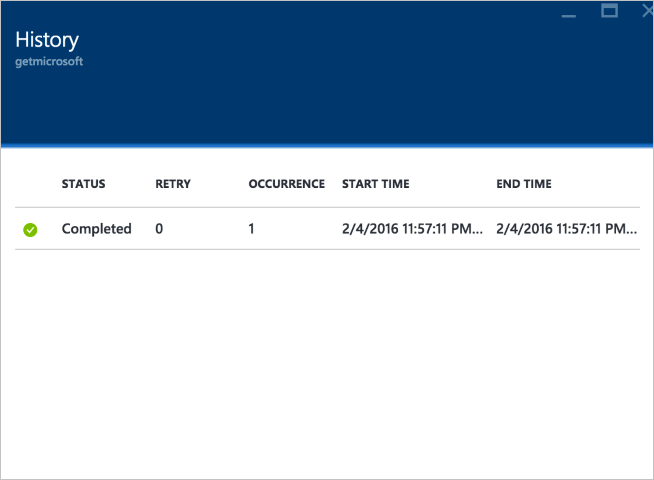 History
getmicrosoft
STATUS RETRY OCCURRENCE START TIME END TIME
Completed 0 1 2/4/2016 11:57:11 PM... 2/4/2016 11:57:11 PM...